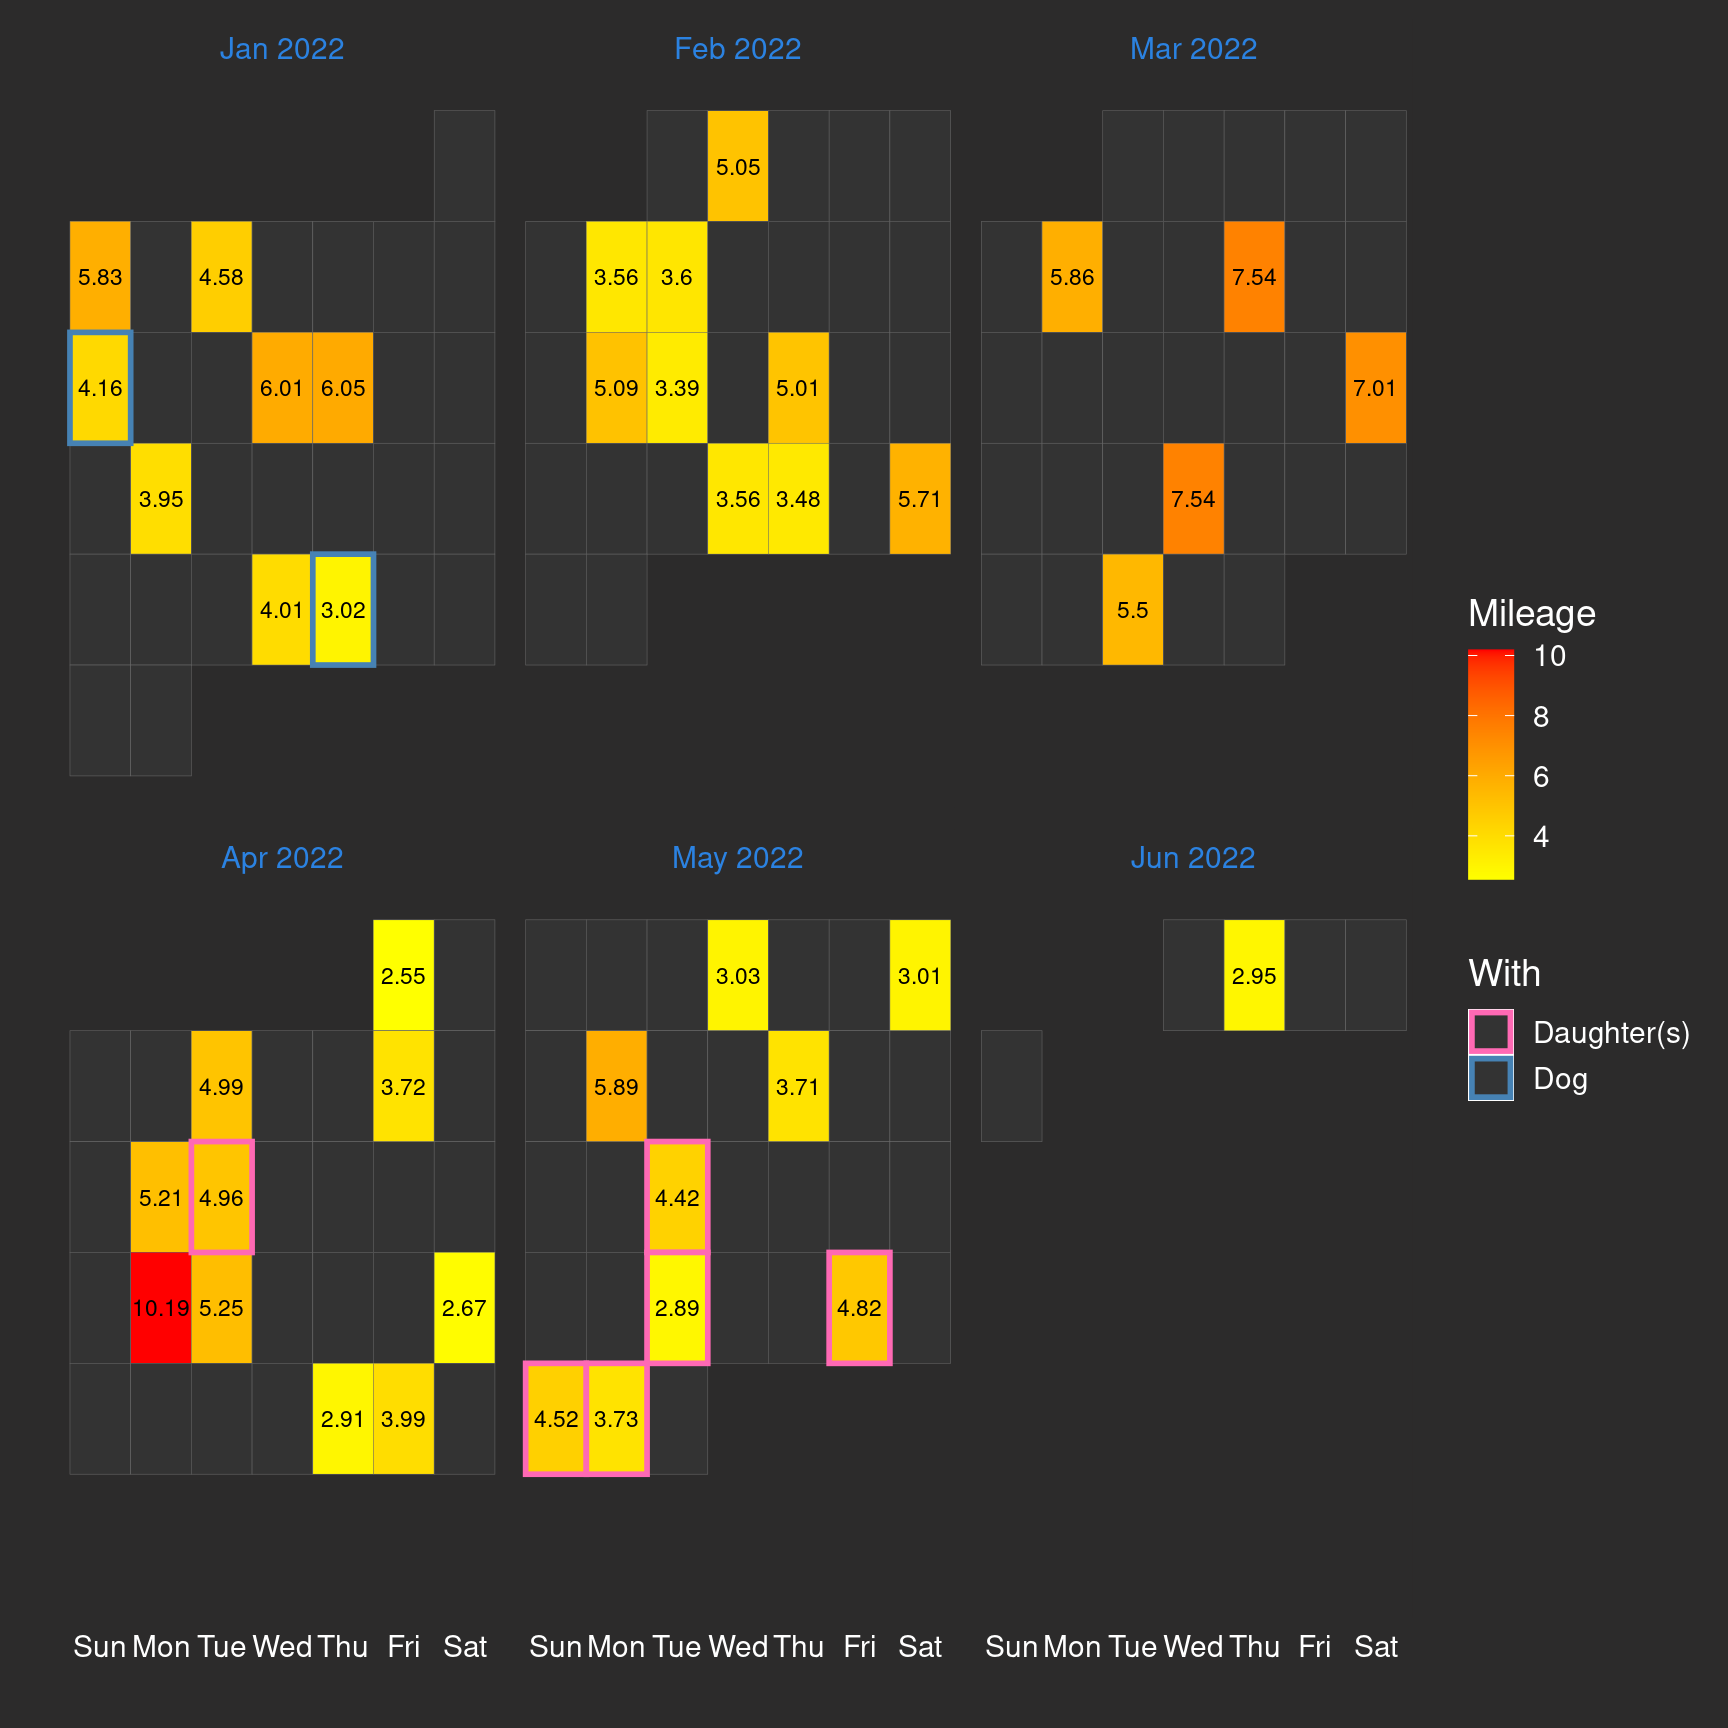 Jan 2022 Feb 2022 Mar 2022
5.05
5.83 4.58 3.56 3.6 5.86 7.54
4.16 6.01 6.05 5.09 3.39 5.01 7.01
3.95 3.56 3.48 5.71 7.54
4.01 3.02 5.5
Apr 2022 May 2022 Jun 2022
2.55 3.03 3.01 2.95
4.99 3.72 5.89 3.71
5.21 4.96 4.42
10.19 5.25 2.67 2.89 4.82
2.91 3.99 4.52 3.73
Sun Mon Tue Wed Thu Fri Sat Sun Mon Tue Wed Thu Fri Sat Sun Mon Tue Wed Thu Fri Sat
Mileage
10
8
6
4
With
Daughter(s)
Dog